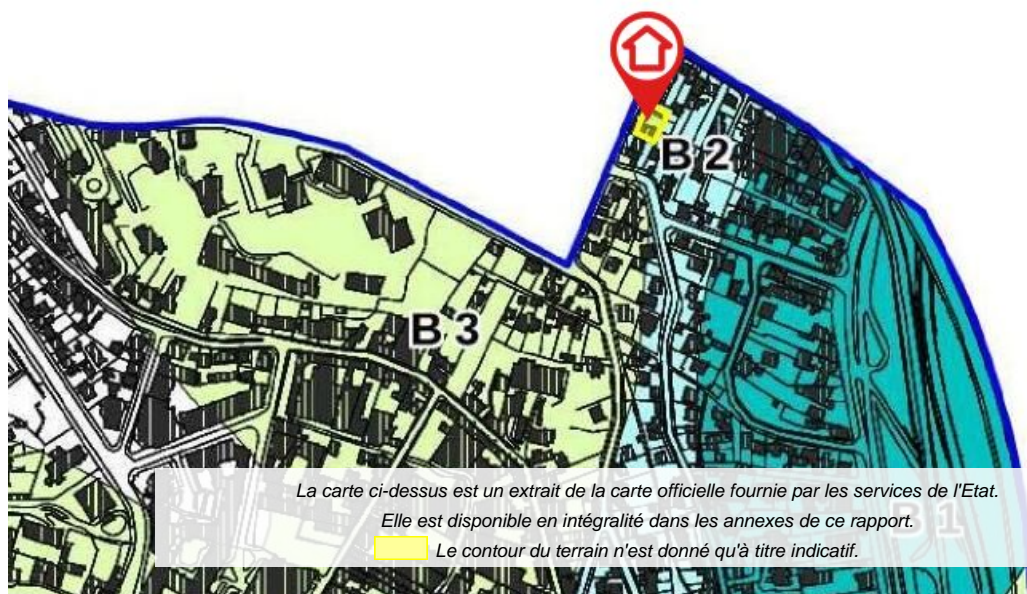 B 2
B 3
La carte ci-dessus est un extrait de la carte officielle fournie par les services de l'Etat.
Elle est disponible en intégralité dans les annexes de ce rapport.
B 1
Le contour du terrain n'est donné qu'à titre indicatif.